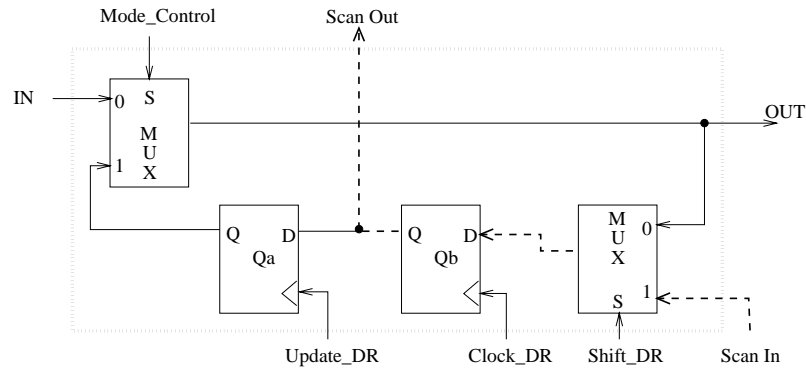 Mode_Control
Scan Out
IN
0
S
M
U
X
1
OUT
Q
D
Qa
Q
D
Qb
M
U
X
0
1
S
Update_DR
Clock_DR
Shift_DR
Scan In